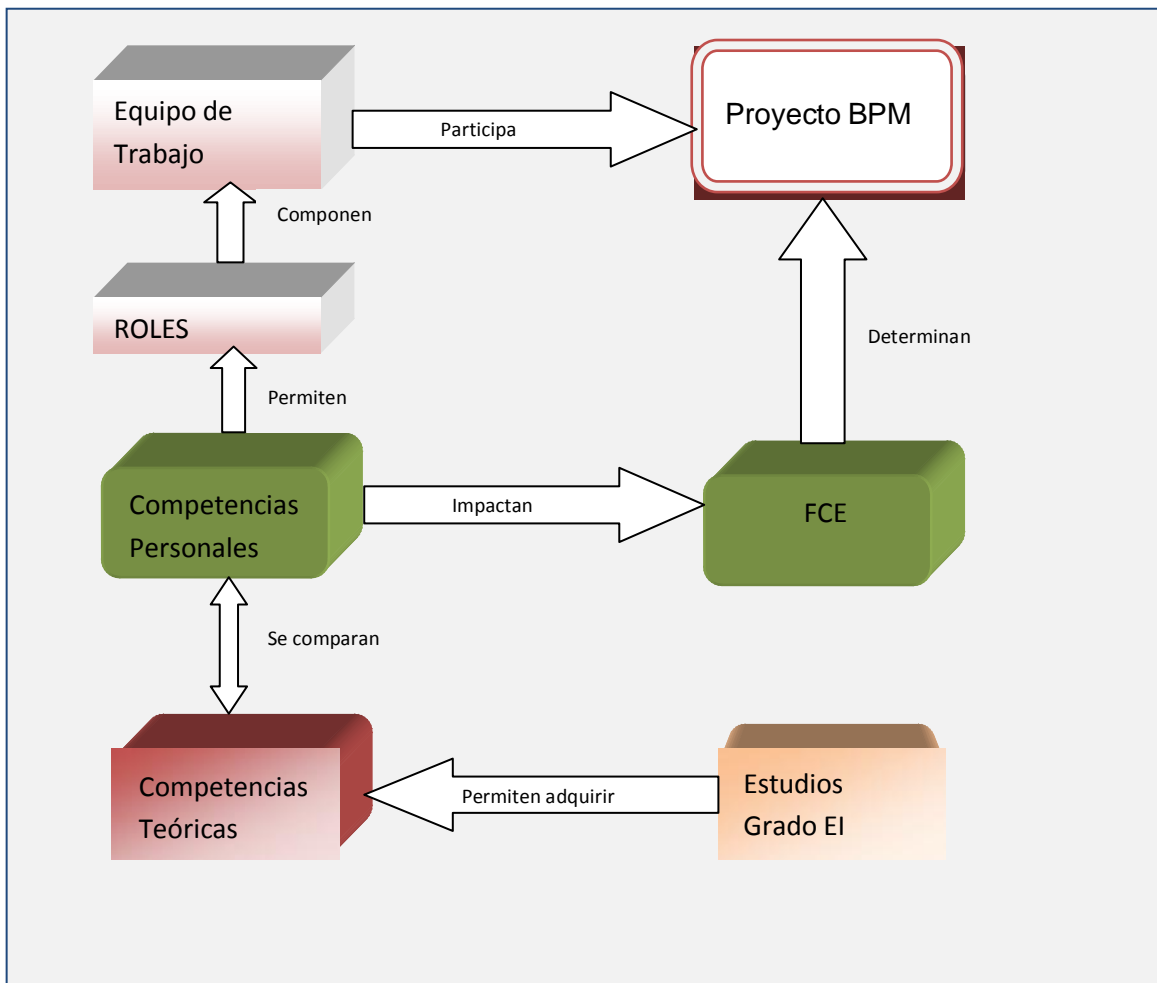 Equipo de
Trabajo
Participa
Proyecto BPM
Componen
ROLES
Determinan
Permiten
Competencias
Personales
Impactan
FCE
Se comparan
Competencias
Teóricas
Permiten adquirir
Estudios
Grado EI